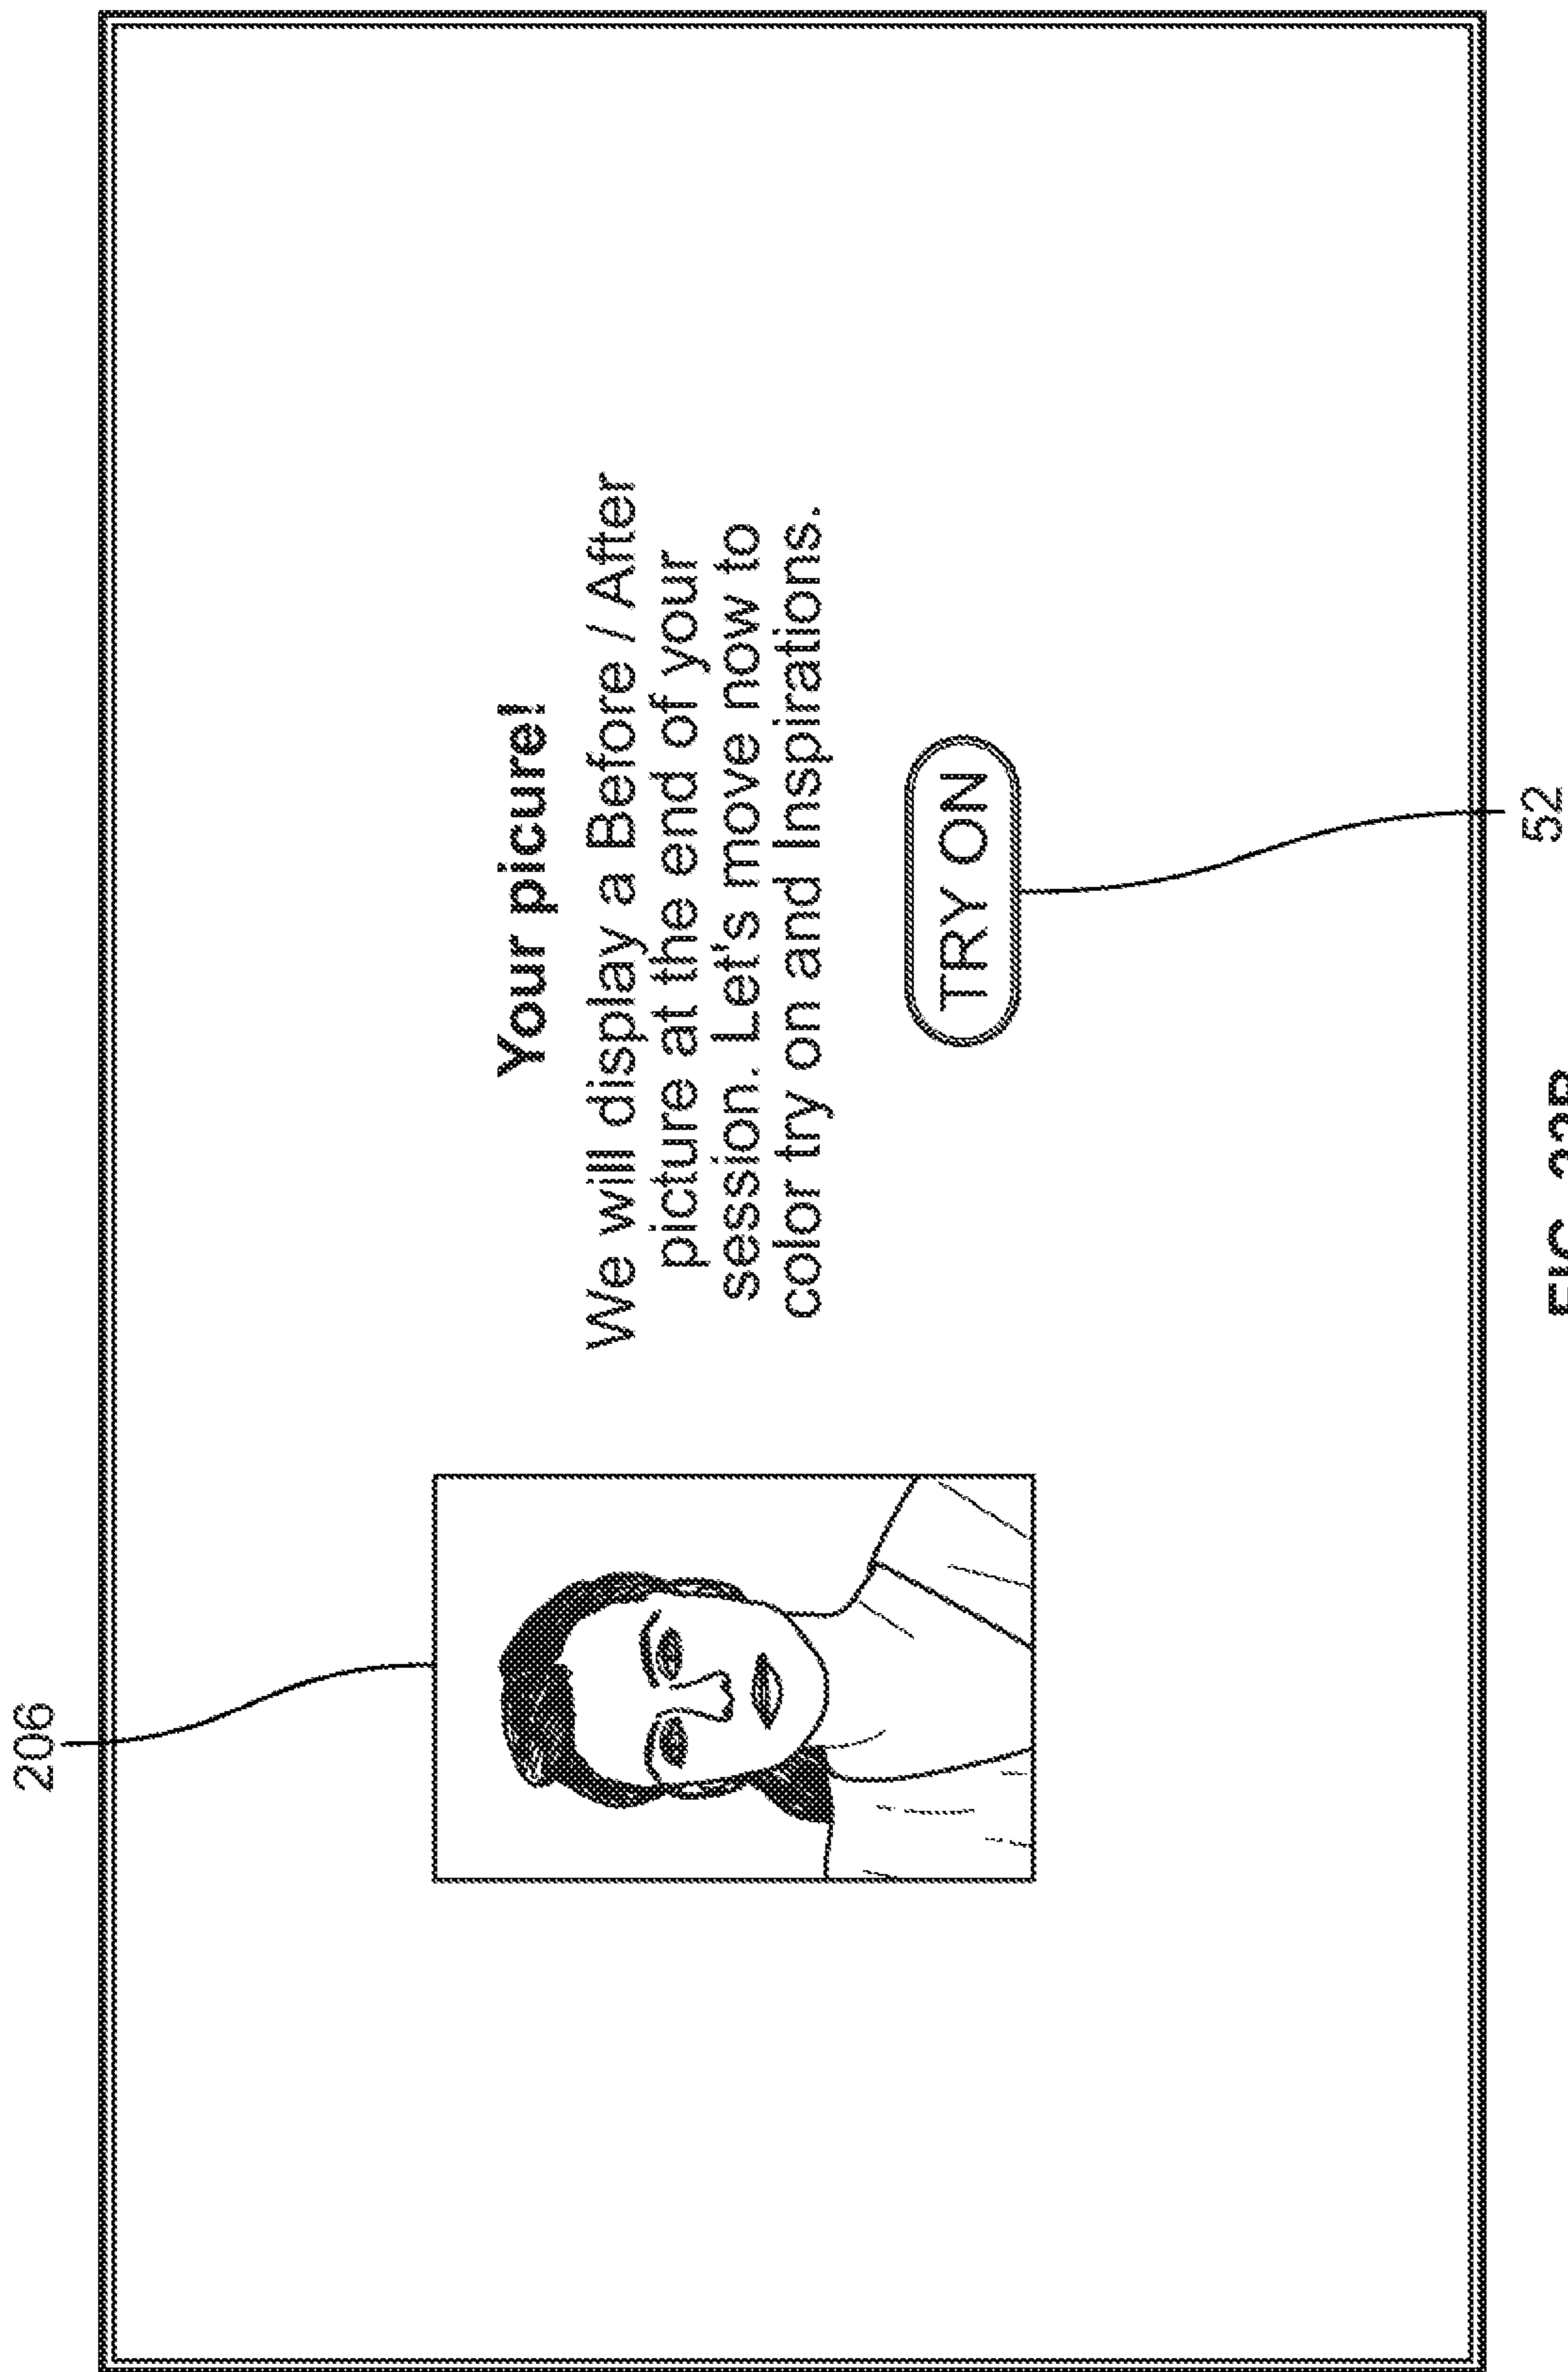 206
Your picure!
We will display a Before / After
picture at the end of your
session. Let's move now to
color try on and Inspirations.
TRY ON
52
FIG.